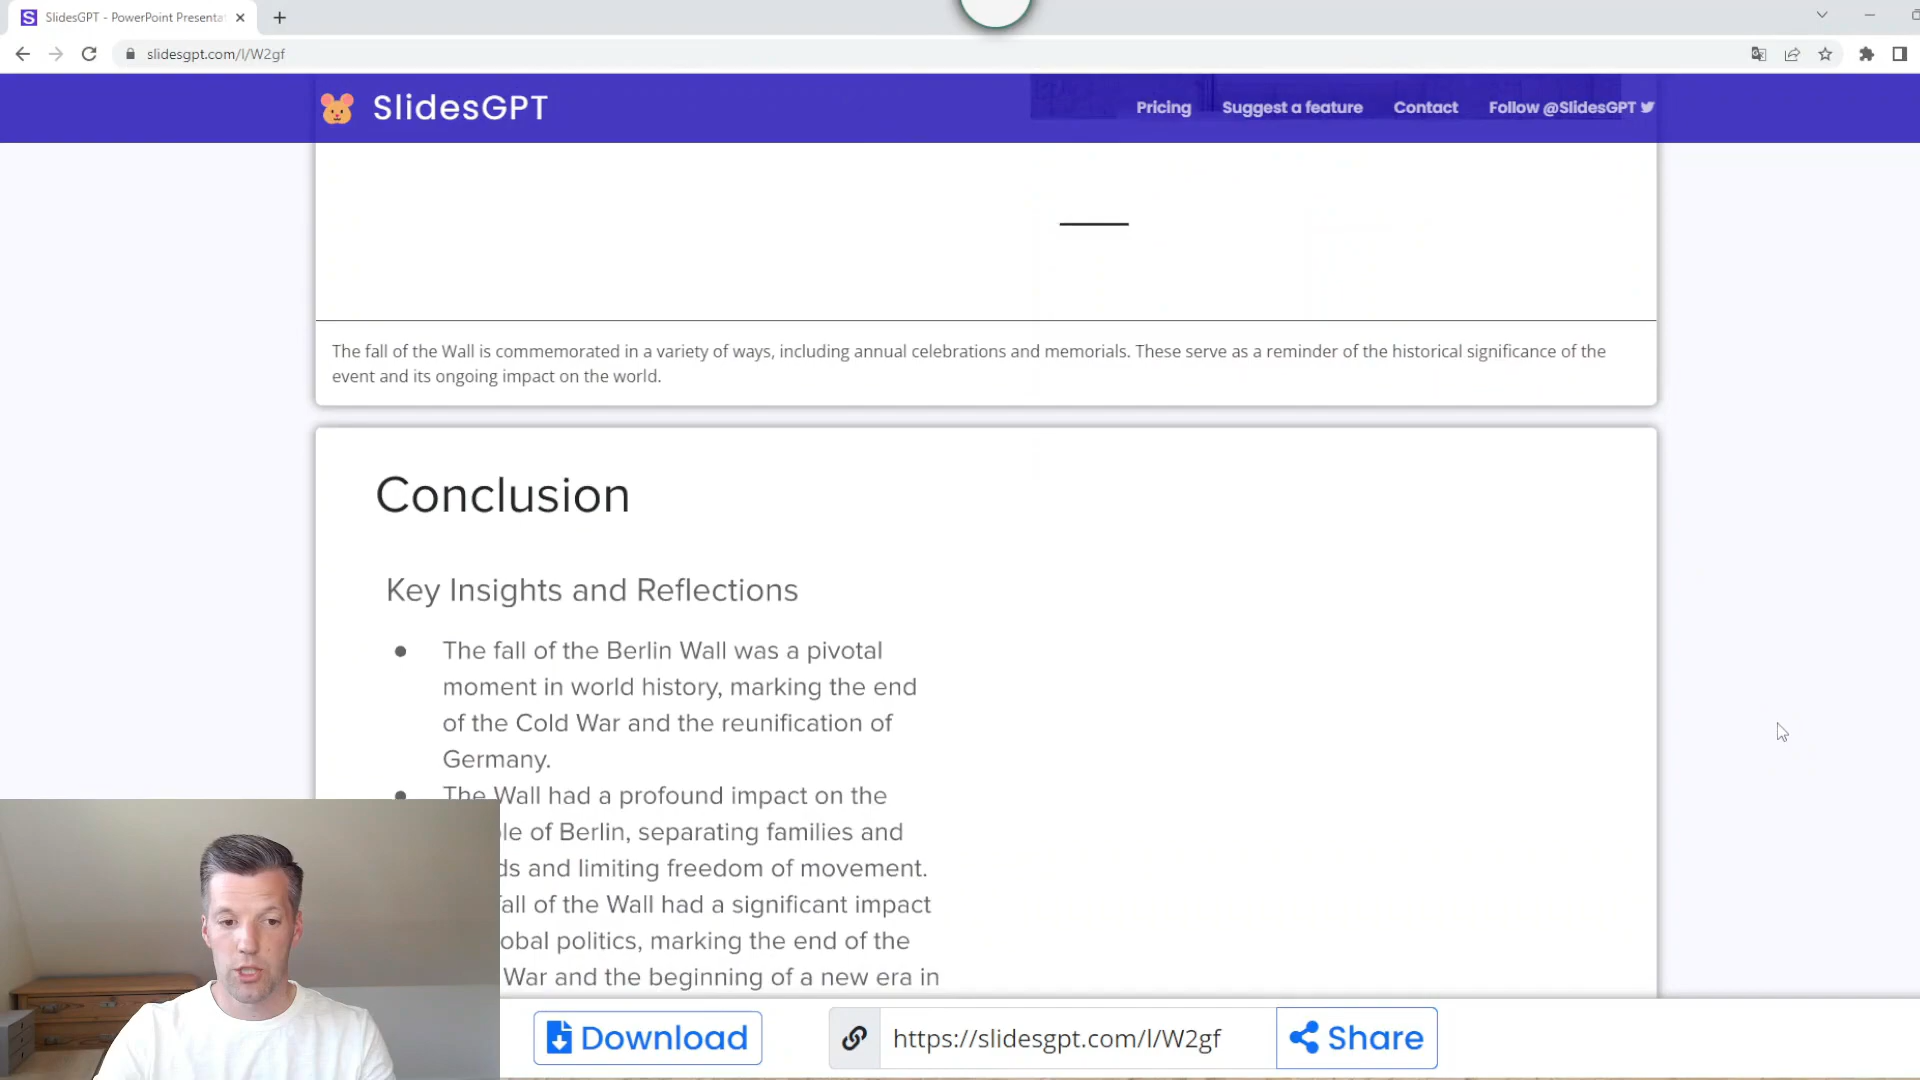 SlidesGPT - PowerPoint Presenta
slidesgpt.com/l/W2gf
SlidesGPT
Pricing
Suggest a feature
Contact
Follow @SlidesGPT
The fall of the Wall is commemorated in a variety of ways, including annual celebrations and memorials. These serve as a reminder of the historical significance of the
event and its ongoing impact on the world.
Conclusion
Key Insights and Reflections
● The fall of the Berlin Wall was a pivotal
moment in world history, marking the end
of the Cold War and the reunification of
Germany.
● The Wall had a profound impact on the
le of Berlin, separating families and
ds and limiting freedom of movement.
all of the Wall had a significant impact
obal politics, marking the end of the
War and the beginning of a new era in
Download
https://slidesgpt.com/l/W2gf
Share